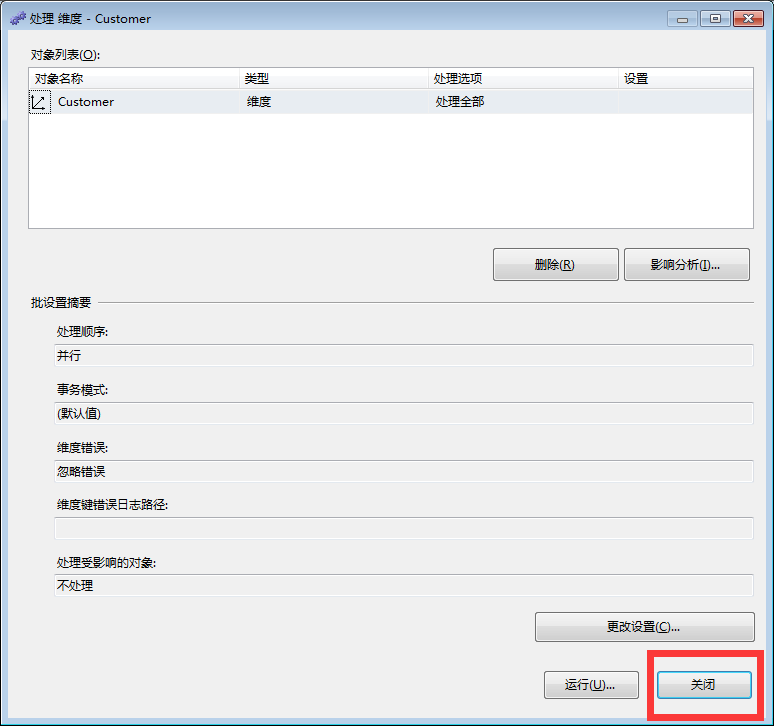 处理 维度 - Customer
对象列表(O):
对象名称 类型 处理选项 设置
Customer 维度 处理全部
删除(R) 影响分析(I)...
批设置摘要
处理顺序:
并行
事务模式:
(默认值)
维度错误:
忽略错误
维度键错误日志路径:
处理受影响的对象:
不处理
更改设置(C)...
运行(U)... 关闭